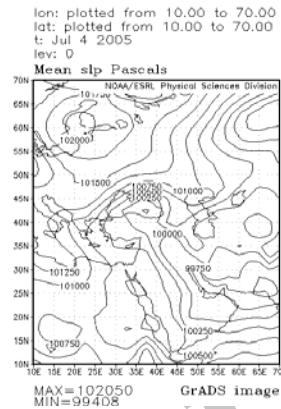 lon: plotted from 10.00 to 70.00
lat: plotted from 10.00 to 70.00
t: Jul 4 2005
lev: 0
Mean slp Pascals
NOAA/ESRL Physical Sciences Division
70N
65N
60N
55N
50N
45N
40N
35N
30N
25N
20N
15N
10N
102000
101500
101000
100000
101250
101000
99750
100750
100250
100500
10E 15E 20E 25E 30E 35E 40E 45E 50E 55E 60E 65E 70E
MAX=102050
MIN=99408
GrADS image